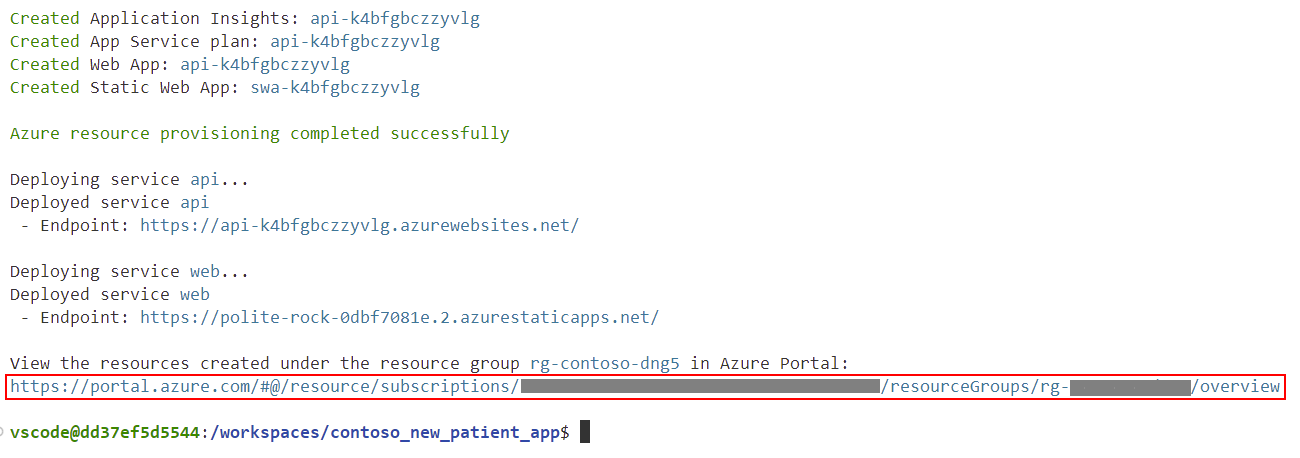 Created Application Insights: api-k4bfgbczzyvlg
Created App Service plan: api-k4bfgbczzyvlg
Created Web App: api-k4bfgbczzyvlg
Created Static Web App: swa-k4bfgbczzyvlg
Azure resource provisioning completed successfully
Deploying service api...
Deployed service api
- Endpoint: https://api-k4bfgbczzyvlg.azurewebsites.net/
Deploying service web...
Deployed service web
- Endpoint: https://polite-rock-0dbf7081e.2.azurestaticapps.net/
View the resources created under the resource group rg-contoso-dng5 in Azure Portal:
https://portal.azure.com/#@/resource/subscriptions/ /resourceGroups/rg- /overview
vscode@dd37ef5d5544:/workspaces/contoso_new_patient_app$